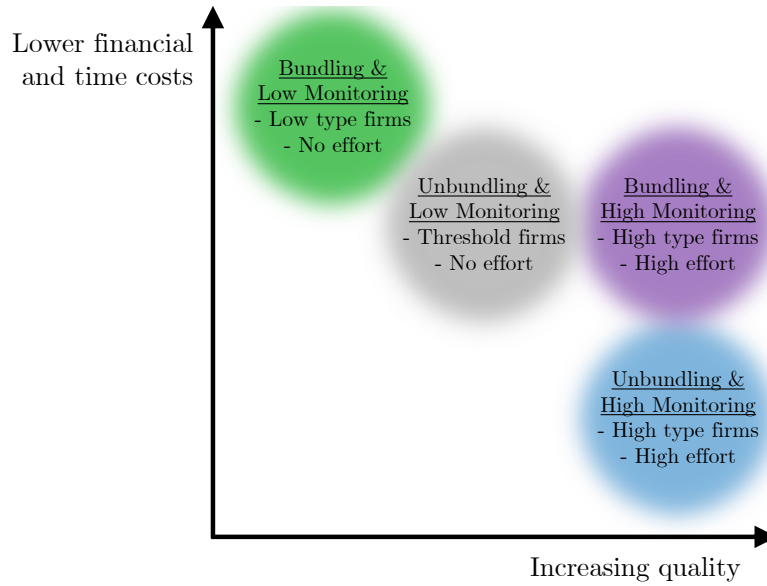 Lower financial
and time costs
Bundling &
Low Monitoring
- Low type firms
- No effort
Unbundling &
Low Monitoring
- Threshold firms
- No effort
Bundling &
High Monitoring
- High type firms
- High effort
Unbundling &
High Monitoring
- High type firms
- High effort
Increasing quality